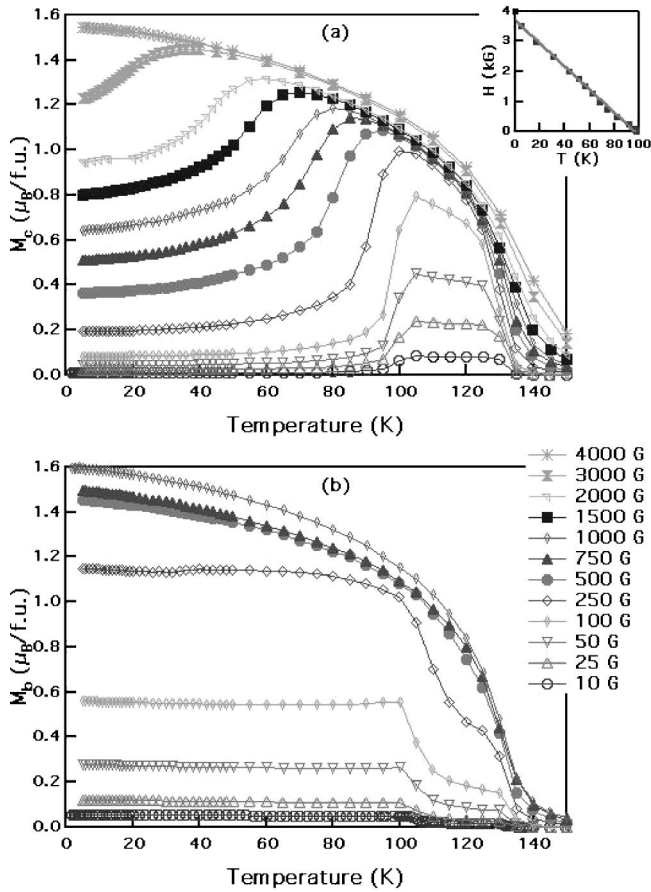 (a)
1.6
1.4
1.2
1.0
0.8
0.6
0.4
0.2
0.0
M_c (μ_B/f.u.)
0
20
40
60
80
100
120
140
Temperature (K)
H (kG)
4
3
2
1
0
0
20
40
60
80
100
T (K)
(b)
1.6
1.4
1.2
1.0
0.8
0.6
0.4
0.2
0.0
M_b (μ_B/f.u.)
0
20
40
60
80
100
120
140
Temperature (K)
4000 G
3000 G
2000 G
1500 G
1000 G
750 G
500 G
250 G
100 G
50 G
25 G
10 G